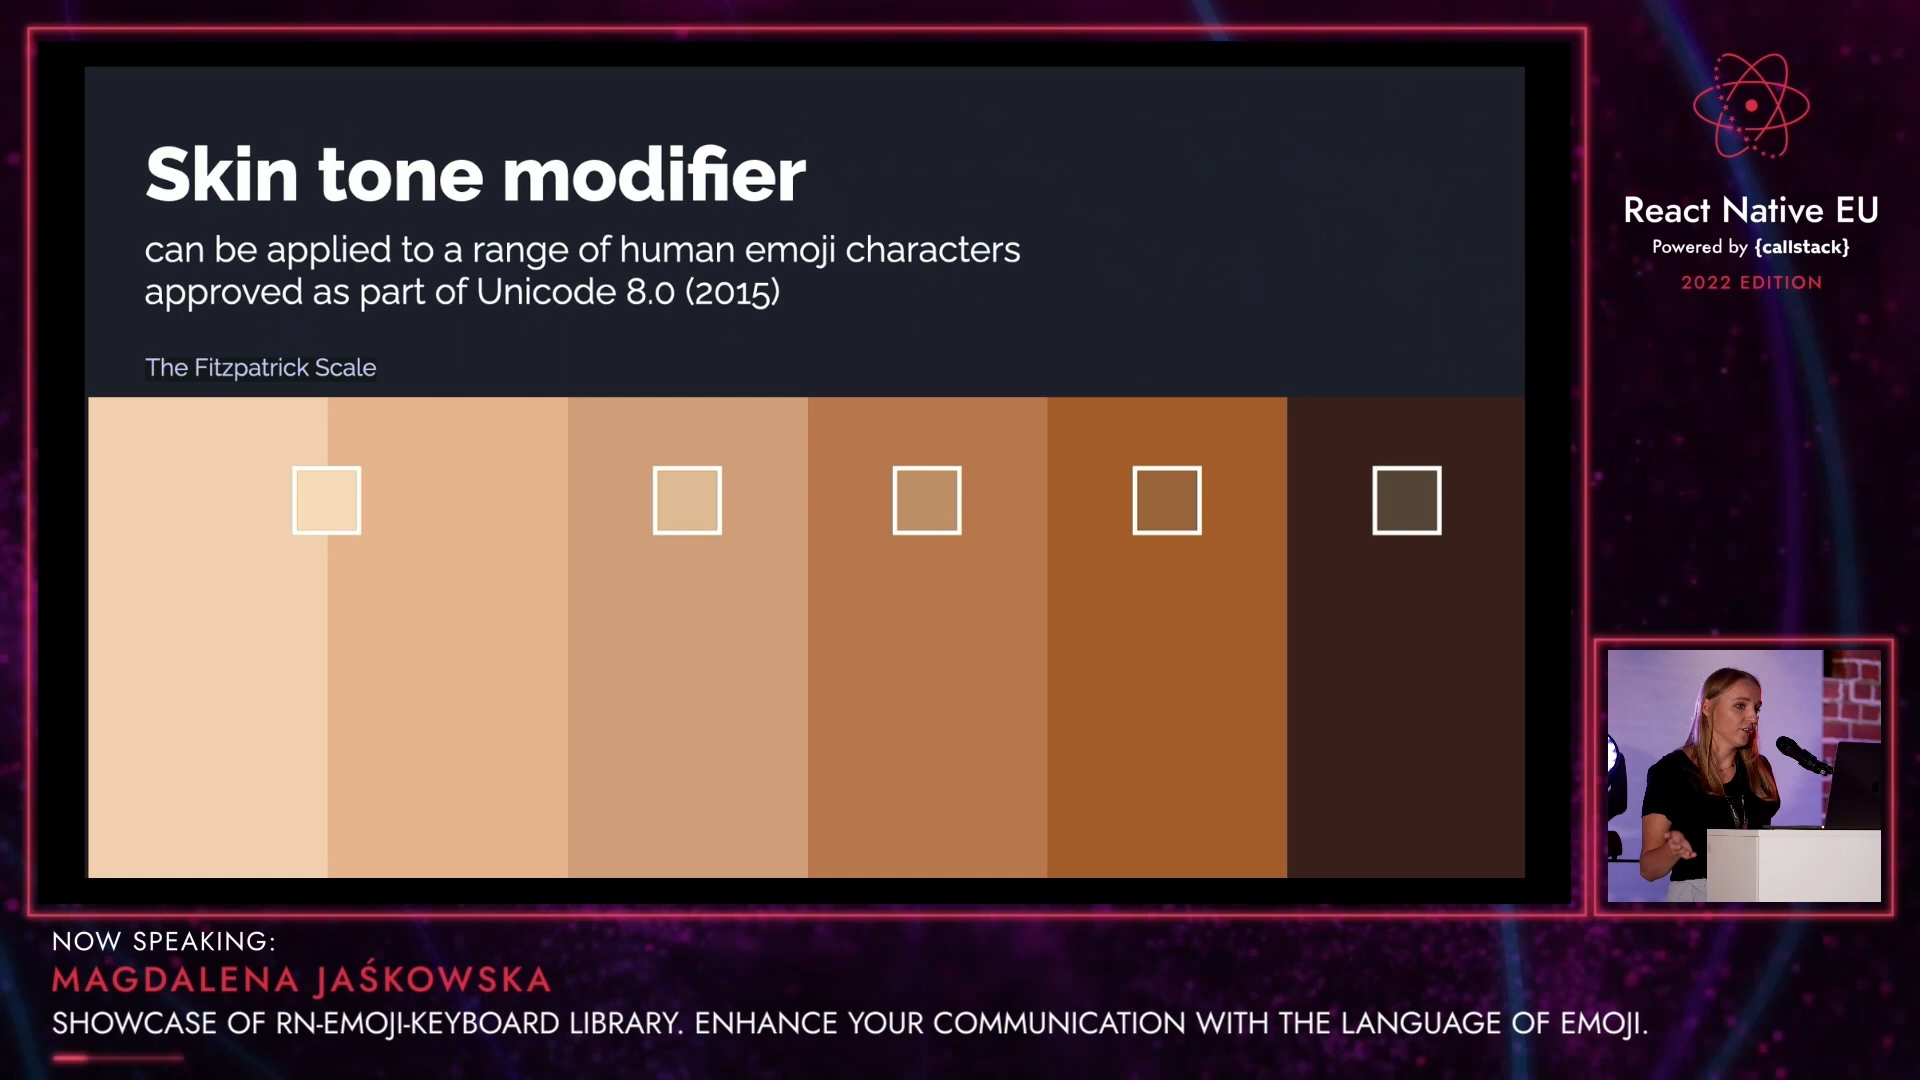 Skin tone modifier
can be applied to a range of human emoji characters
approved as part of Unicode 8.0 (2015)
The Fitzpatrick Scale
React Native EU
Powered by {callstack}
2022 EDITION
NOW SPEAKING:
MAGDALENA JAŚKOWSKA
SHOWCASE OF RN-EMOJI-KEYBOARD LIBRARY. ENHANCE YOUR COMMUNICATION WITH THE LANGUAGE OF EMOJI.